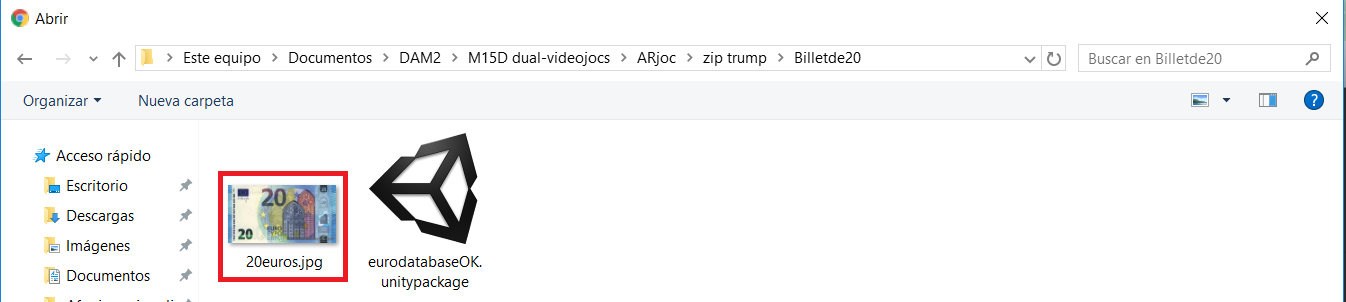 Abrir
Este equipo > Documentos > DAM2 > M15D dual-videojocs > ARjoc > zip trump > Billetde20
Buscar en Billetde20
Organizar
Nueva carpeta
Acceso rápido
Escritorio
Descargas
Imágenes
Documentos
20
20
20euros.jpg
eurodatabaseOK.
unitypackage